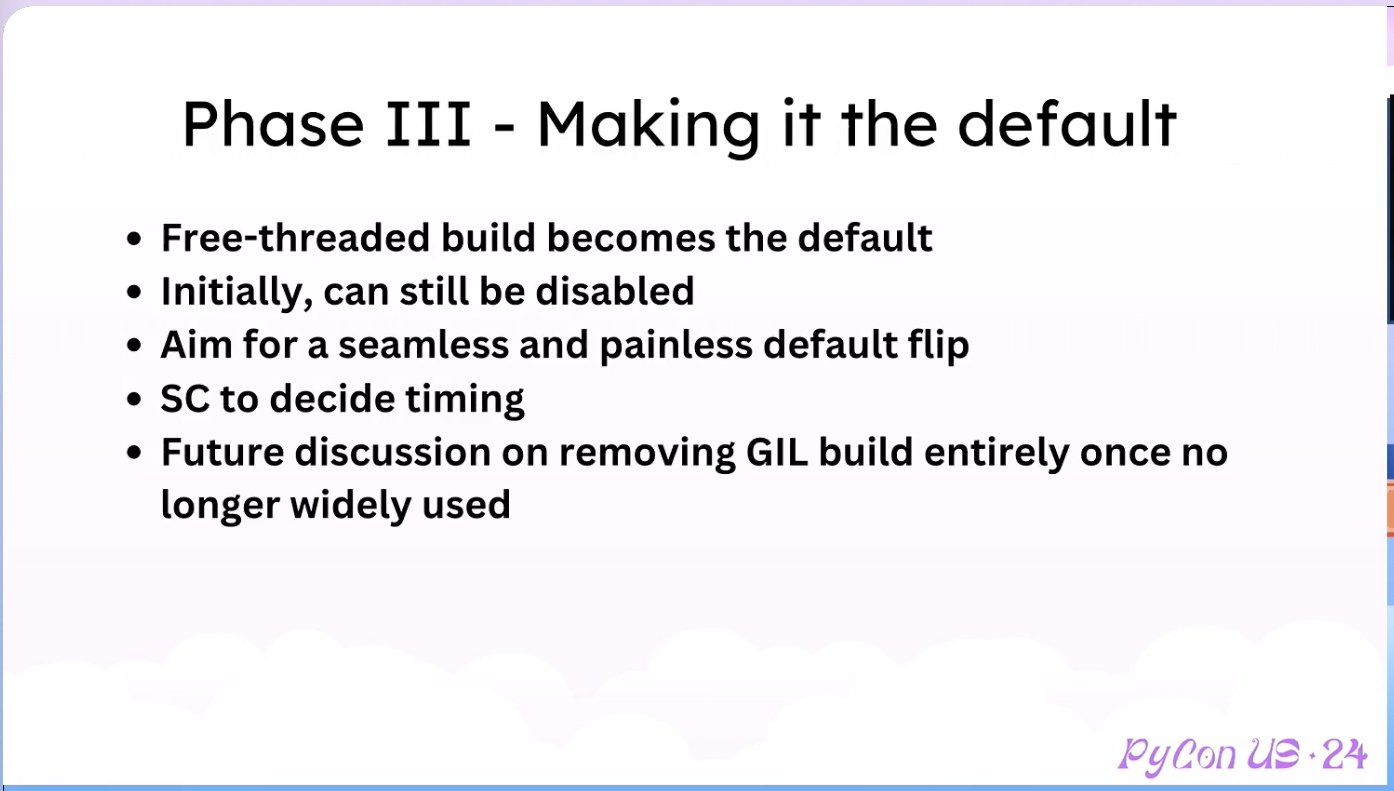 Phase III - Making it the default
• Free-threaded build becomes the default
• Initially, can still be disabled
• Aim for a seamless and painless default flip
• SC to decide timing
• Future discussion on removing GIL build entirely once no
longer widely used
PyCon US · 24